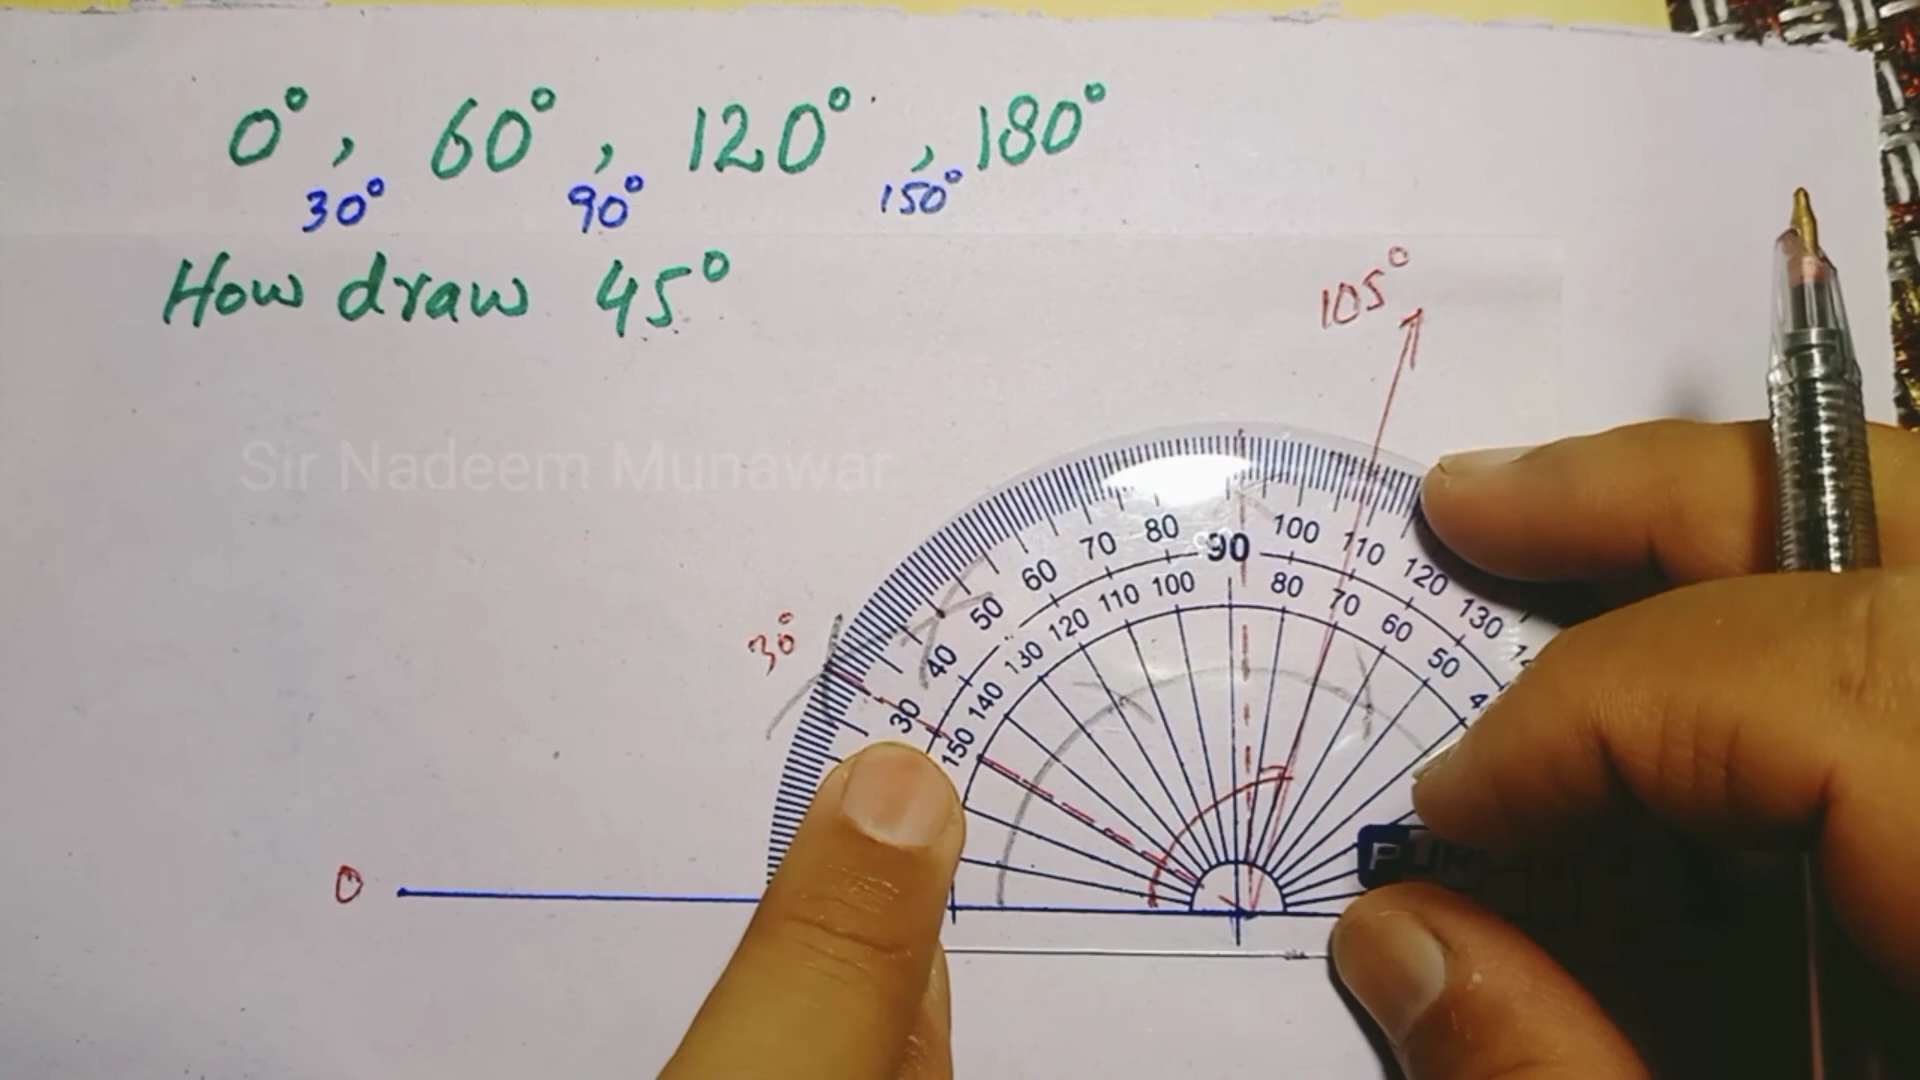 0°, 60°, 120°, 180°
30° 90° 150°
How draw 45°
105°
Sir Nadeem Munawar
30 40 50 60 70 80 90 100 110 120 130
150 140 130 120 110 100 80 70 60 50
30°
0